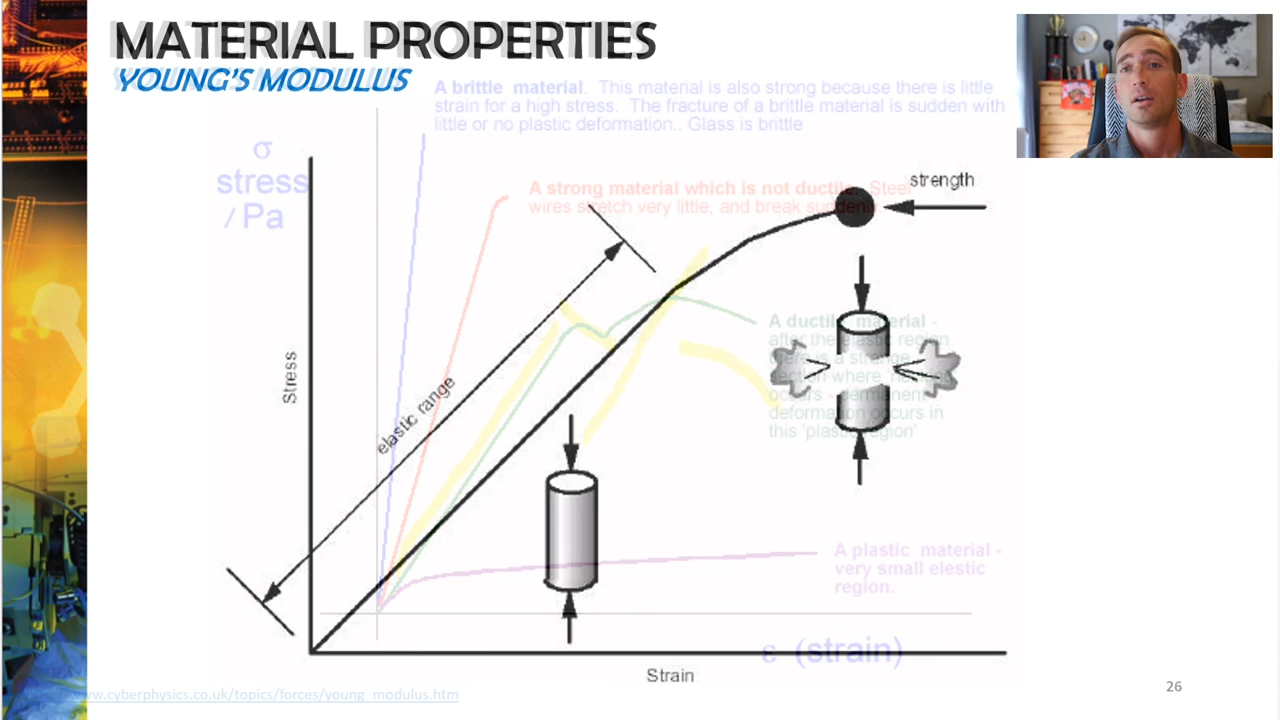 MATERIAL PROPERTIES
YOUNG'S MODULUS
A brittle material. This material is also strong because there is little
strain for a high stress. The fracture of a brittle material is sudden with
little or no plastic deformation.. Glass is brittle
σ
stress
/ Pa
A strong material which is not ductile. Steel
wires stretch very little, and break suddenly
strength
elastic range
Stress
A ductile material -
after the elastic region
there is a strange
section where
occurs - permanent
deformation occurs in
this 'plastic region'
A plastic material -
very small elestic
region.
ε (strain)
Strain
www.cyberphysics.co.uk/topics/forces/young_modulus.htm
26